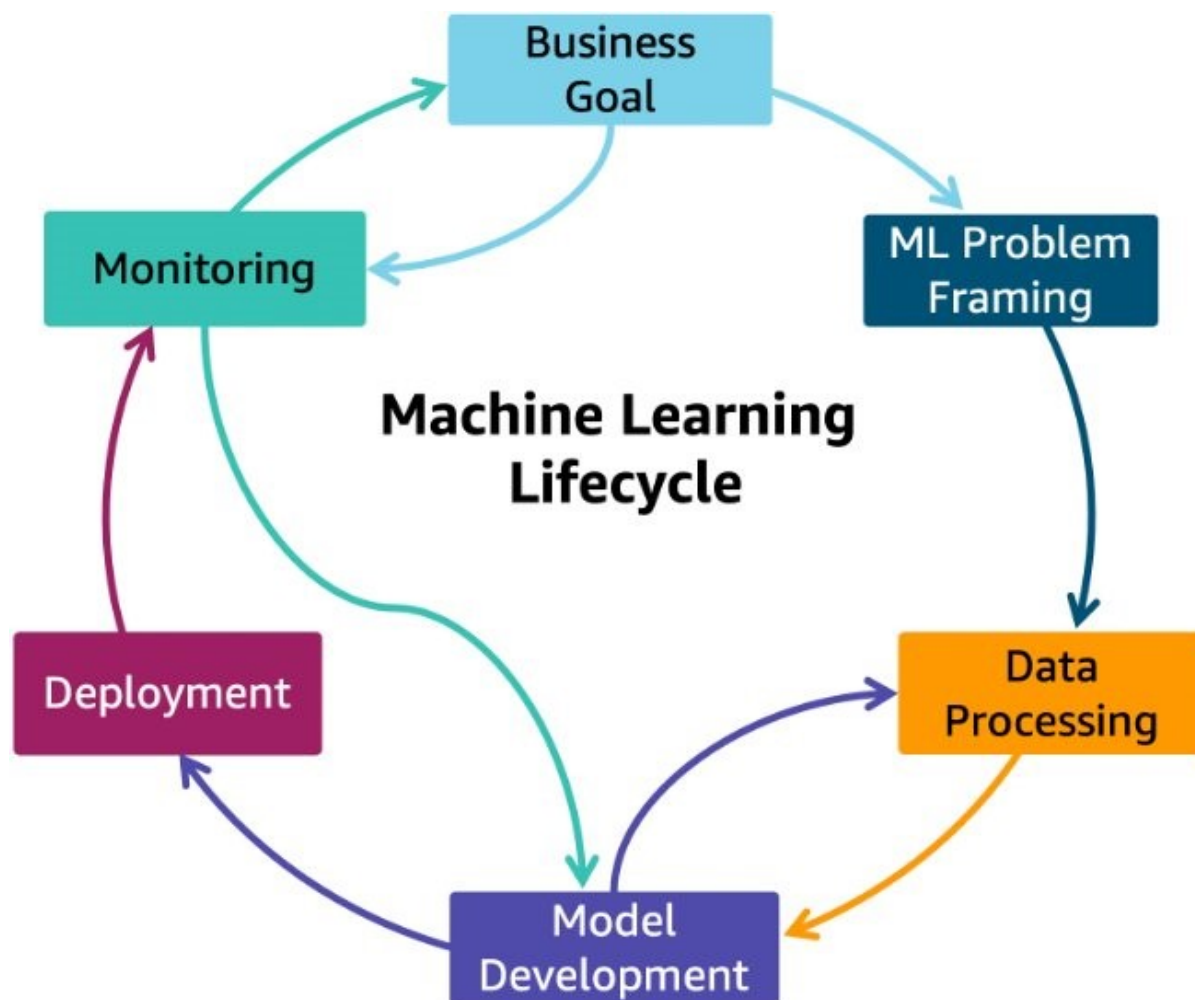 Business
Goal
Monitoring
ML Problem
Framing
Machine Learning
Lifecycle
Deployment
Data
Processing
Model
Development